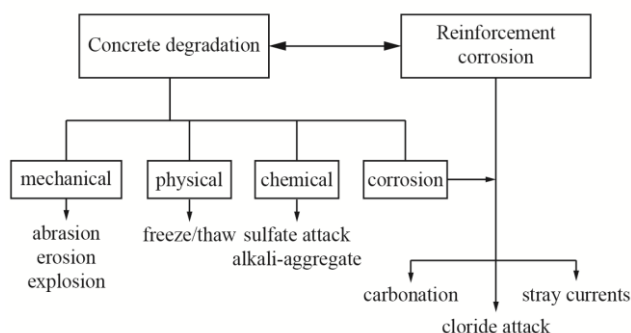 Concrete degradation
Reinforcement
corrosion
mechanical
physical
chemical
corrosion
abrasion
erosion
explosion
freeze/thaw
sulfate attack
alkali-aggregate
carbonation
cloride attack
stray currents